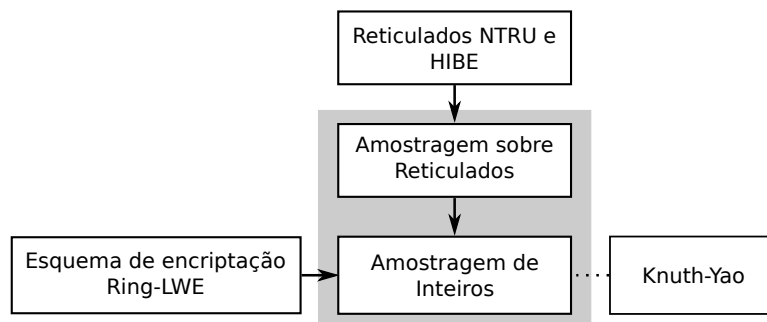 Reticulados NTRU e
HIBE
Amostragem sobre
Reticulados
Esquema de encriptação
Ring-LWE
Amostragem de
Inteiros
Knuth-Yao